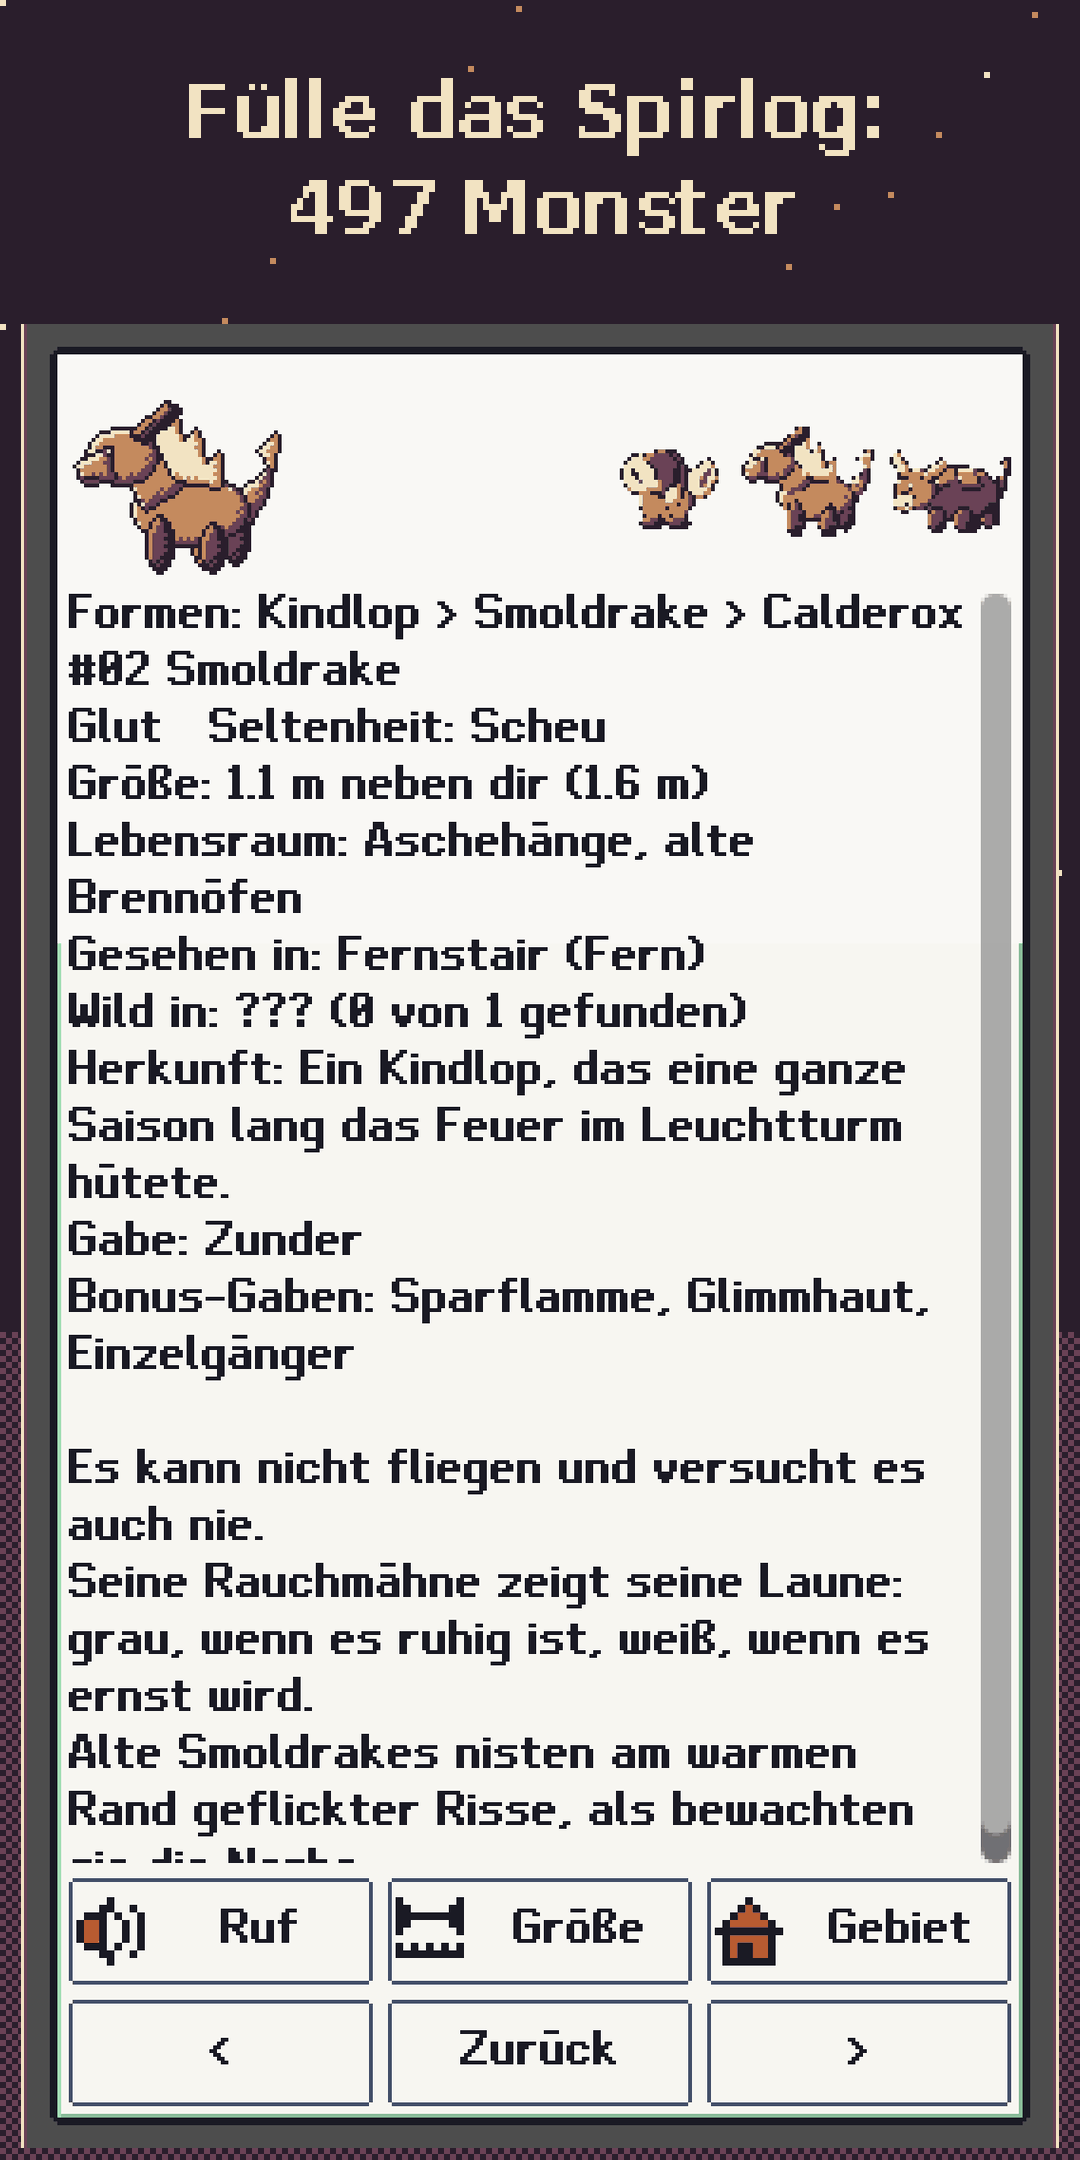 Fülle das Spirlog:
497 Monster
Formen: Kindlop > Smoldrake > Calderox
#02 Smoldrake
Glut Seltenheit: Scheu
Größe: 1.1 m neben dir (1.6 m)
Lebensraum: Aschehänge, alte
Brennöfen
Gesehen in: Fernstair (Fern)
Wild in: ??? (0 von 1 gefunden)
Herkunft: Ein Kindlop, das eine ganze
Saison lang das Feuer im Leuchtturm
hütete.
Gabe: Zunder
Bonus-Gaben: Sparflamme, Glimmhaut,
Einzelgänger
Es kann nicht fliegen und versucht es
auch nie.
Seine Rauchmähne zeigt seine Laune:
grau, wenn es ruhig ist, weiß, wenn es
ernst wird.
Alte Smoldrakes nisten am warmen
Rand geflickter Risse, als bewachten
Ruf
Größe
Gebiet
<
Zurück
>